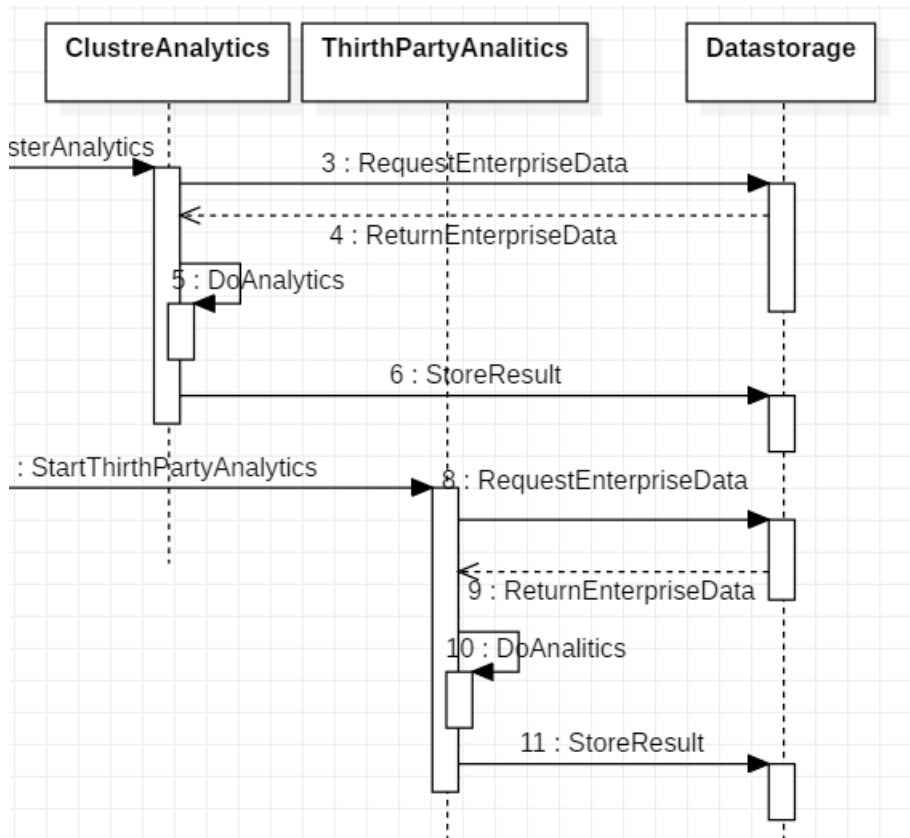 ClustreAnalytics
ThirthPartyAnalitics
Datastorage
sterAnalytics
3 : RequestEnterpriseData
4 : ReturnEnterpriseData
5 : DoAnalytics
6 : StoreResult
: StartThirthPartyAnalytics
8 : RequestEnterpriseData
9 : ReturnEnterpriseData
10 : DoAnalitics
11 : StoreResult